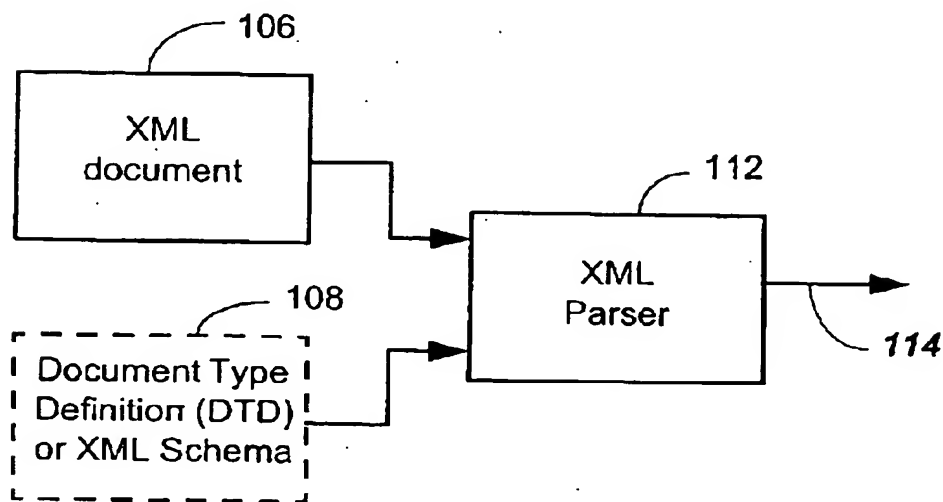 106
XML
document
112
XML
Parser
114
108
Document Type
Definition (DTD)
or XML Schema